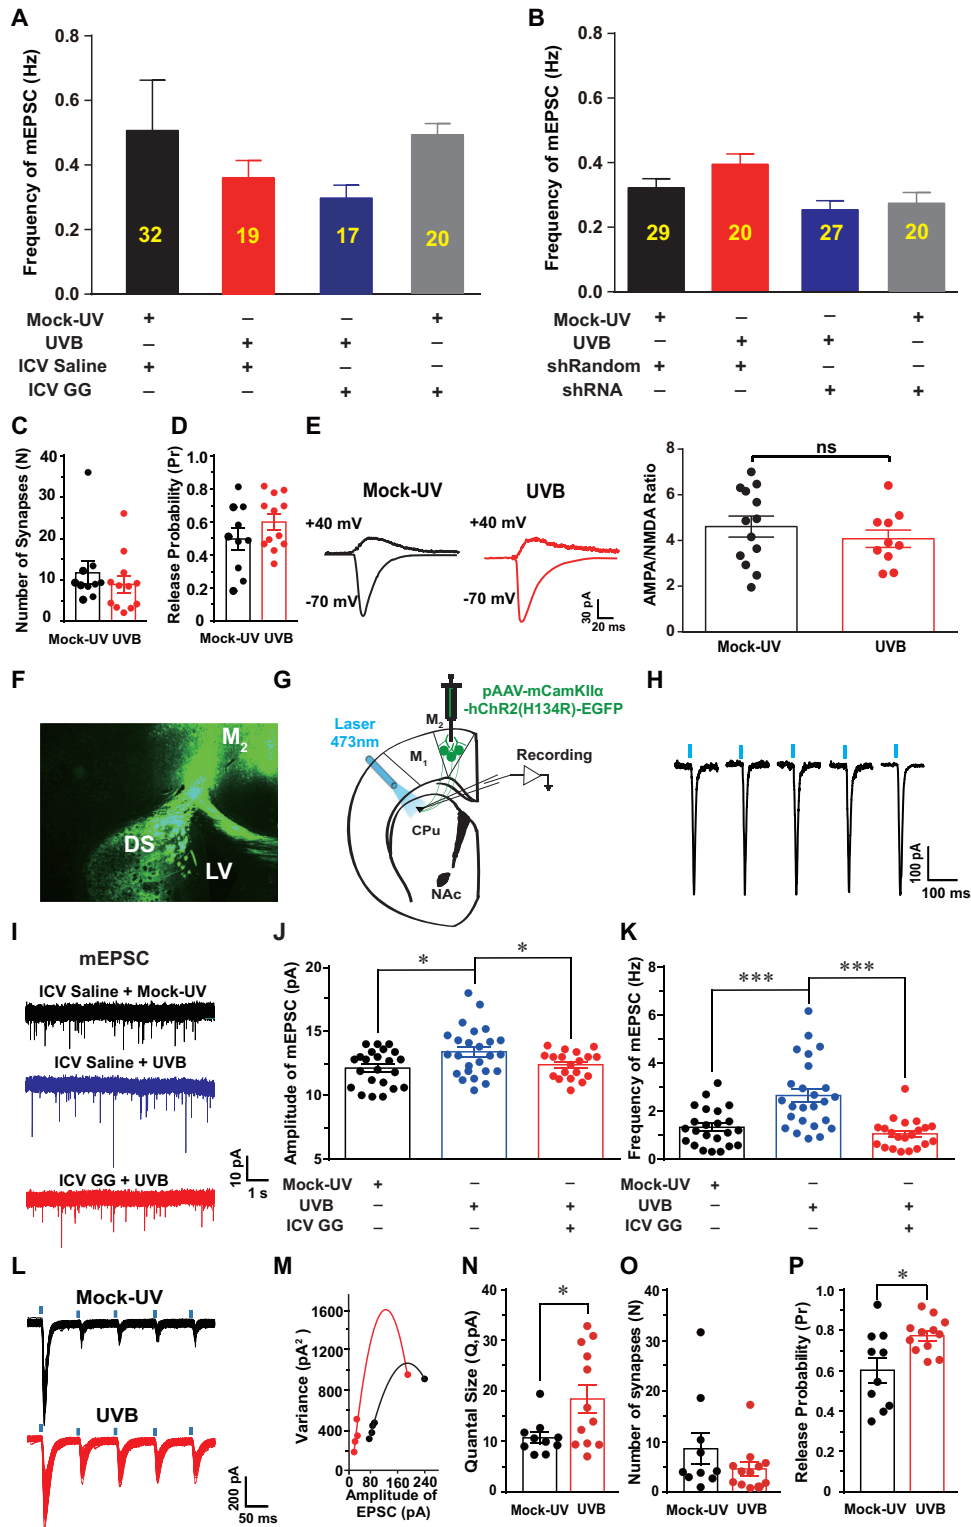 A
Frequency of mEPSC (Hz)
0.8
0.6
0.4
0.2
0.0
32
19
17
20
Mock-UV + – – +
UVB – + + –
ICV Saline + + – –
ICV GG – – + +
B
Frequency of mEPSC (Hz)
0.8
0.6
0.4
0.2
0.0
29
20
27
20
Mock-UV + – – +
UVB – + + –
shRandom + + – –
shRNA – – + +
C
Number of Synapses (N)
40
30
20
10
0
Mock-UV UVB
D
Release Probability (Pr)
1.0
0.8
0.6
0.4
0.2
0
Mock-UV UVB
E
Mock-UV
UVB
+40 mV
+40 mV
-70 mV
-70 mV
30 pA
20 ms
AMPA/NMDA Ratio
8
6
4
2
0
ns
Mock-UV
UVB
F
M2
DS
LV
G
pAAV-mCamKIIα
-hChR2(H134R)-EGFP
Laser
473nm
M2
M1
Recording
CPu
NAc
H
100 pA
100 ms
I
mEPSC
ICV Saline + Mock-UV
ICV Saline + UVB
ICV GG + UVB
10 pA
1 s
J
Amplitude of mEPSC (pA)
20
15
10
5
*
*
Mock-UV + – –
UVB – + +
ICV GG – – +
K
Frequency of mEPSC (Hz)
8
6
4
2
0
***
***
Mock-UV + – –
UVB – + +
ICV GG – – +
L
Mock-UV
UVB
200 pA
50 ms
M
Variance (pA²)
1600
1200
800
400
0
0 80 160 240
Amplitude of
EPSC (pA)
N
Quantal Size (Q,pA)
40
30
20
10
0
*
Mock-UV UVB
O
Number of synapses (N)
40
30
20
10
0
Mock-UV UVB
P
Release Probability (Pr)
1.0
0.8
0.6
0.4
0.2
0
*
Mock-UV UVB